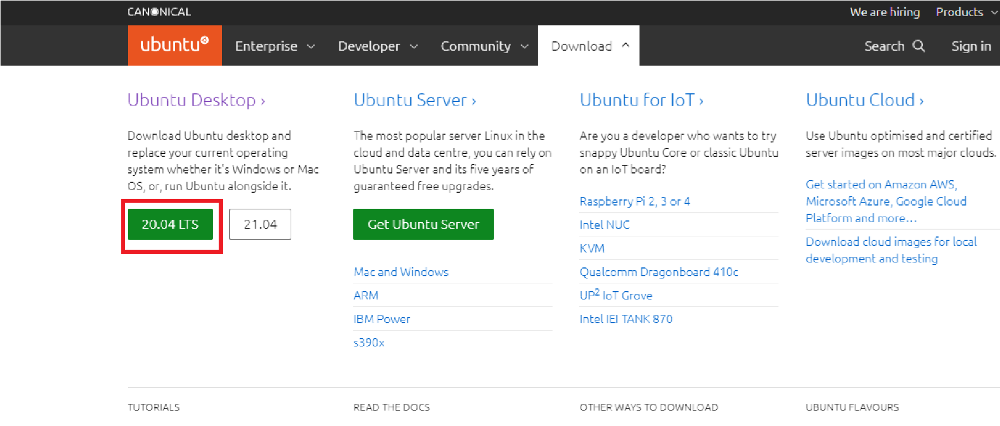 CANONICAL
We are hiring
Products
ubuntu
Enterprise
Developer
Community
Download
Search
Sign in
Ubuntu Desktop ›
Download Ubuntu desktop and
replace your current operating
system whether it's Windows or Mac
OS, or, run Ubuntu alongside it.
20.04 LTS
21.04
Ubuntu Server ›
The most popular server Linux in the
cloud and data centre, you can rely on
Ubuntu Server and its five years of
guaranteed free upgrades.
Get Ubuntu Server
Mac and Windows
ARM
IBM Power
s390x
Ubuntu for IoT ›
Are you a developer who wants to try
snappy Ubuntu Core or classic Ubuntu
on an IoT board?
Raspberry Pi 2, 3 or 4
Intel NUC
KVM
Qualcomm Dragonboard 410c
UP² IoT Grove
Intel IEI TANK 870
Ubuntu Cloud ›
Use Ubuntu optimised and certified
server images on most major clouds.
Get started on Amazon AWS,
Microsoft Azure, Google Cloud
Platform and more…
Download cloud images for local
development and testing
TUTORIALS
READ THE DOCS
OTHER WAYS TO DOWNLOAD
UBUNTU FLAVOURS